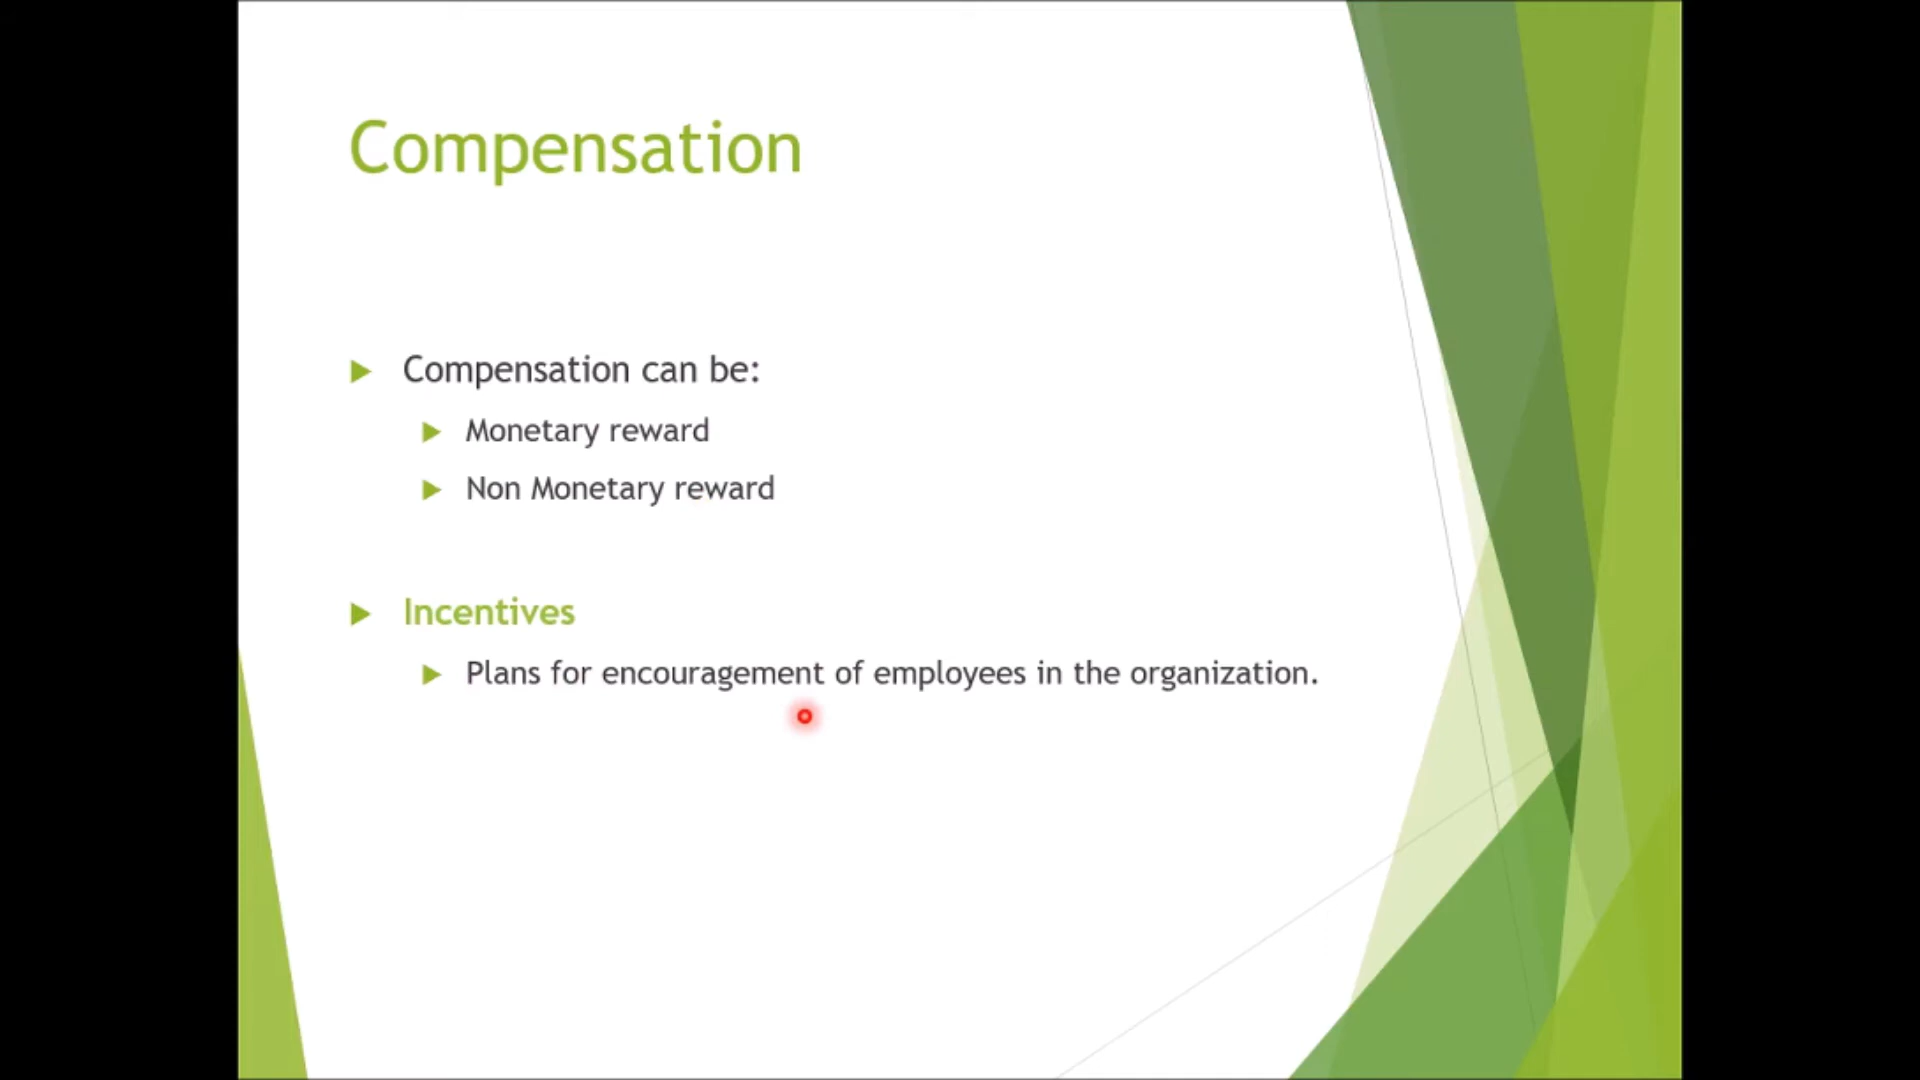 Compensation
Compensation can be:
Monetary reward
Non Monetary reward
Incentives
Plans for encouragement of employees in the organization.